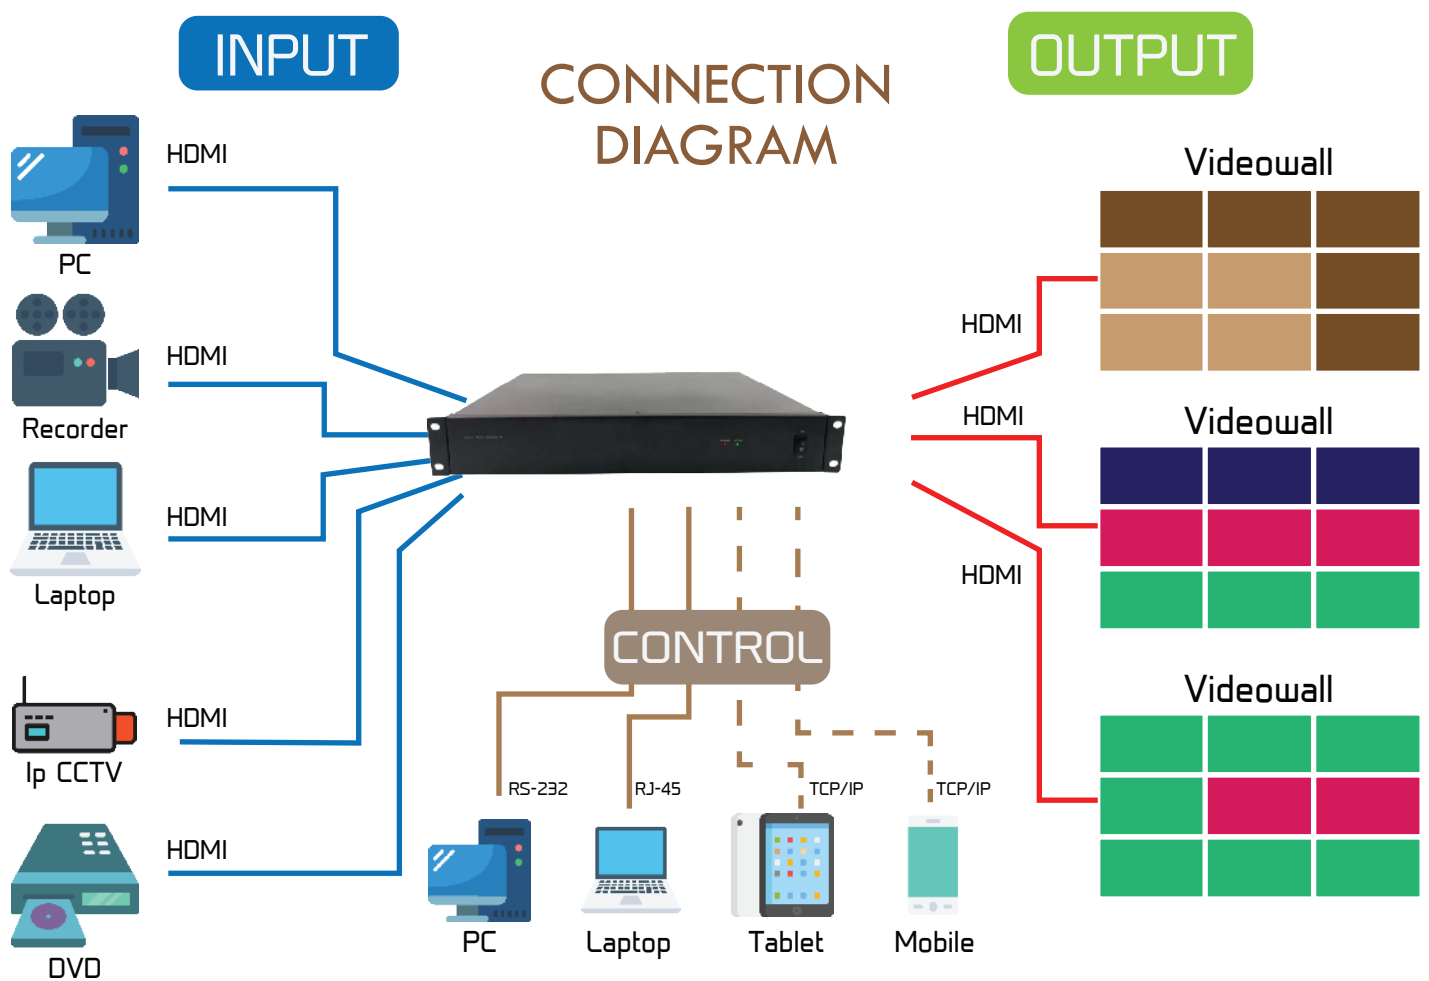 INPUT
CONNECTION
DIAGRAM
OUTPUT
HDMI
PC
HDMI
Recorder
HDMI
Laptop
HDMI
Ip CCTV
HDMI
DVD
CONTROL
RS-232
RJ-45
TCP/IP
TCP/IP
PC
Laptop
Tablet
Mobile
HDMI
Videowall
HDMI
Videowall
HDMI
Videowall